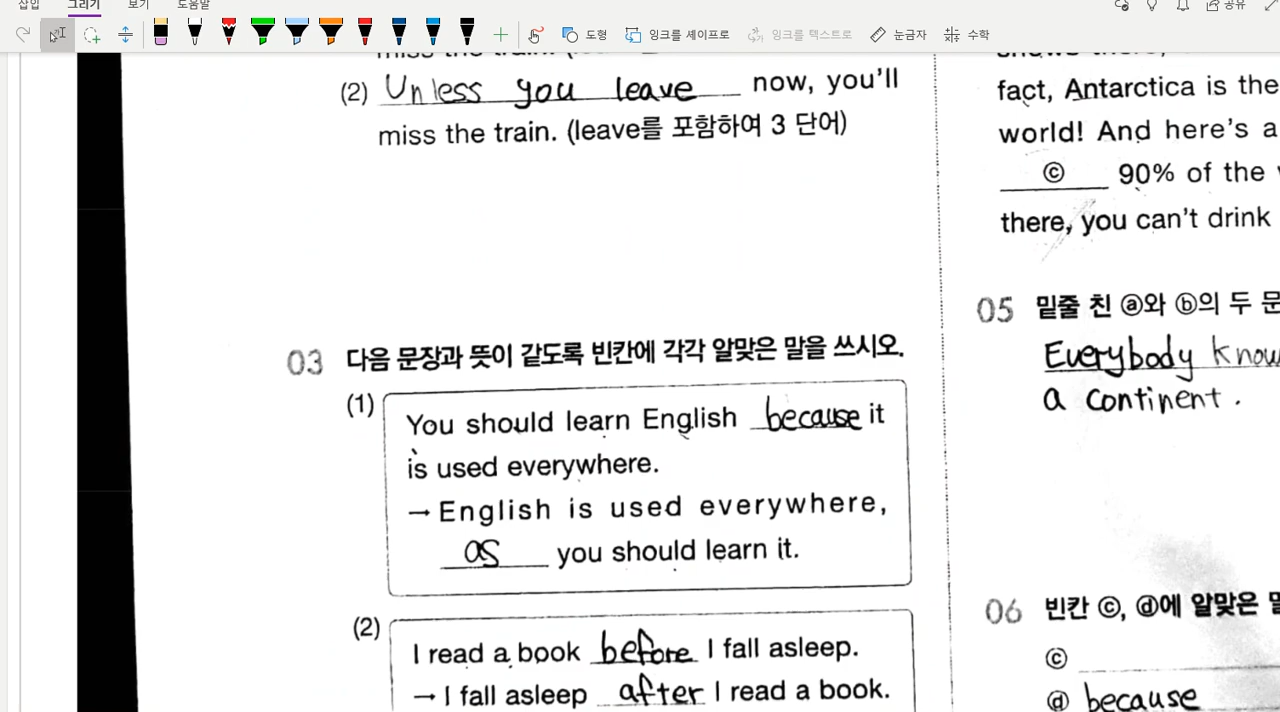 삽입 그리기 보기 도움말
공유
도형 잉크를 셰이프로 잉크를 텍스트로 눈금자 수학
miss the train.
(2) Unless you leave now, you'll
miss the train. (leave를 포함하여 3 단어)
03 다음 문장과 뜻이 같도록 빈칸에 각각 알맞은 말을 쓰시오.
(1)
You should learn English because it
is used everywhere.
→ English is used everywhere,
as you should learn it.
(2)
I read a book before I fall asleep.
→ I fall asleep after I read a book.
fact, Antarctica is the
world! And here's a
ⓒ 90% of the
there, you can't drink
05 밑줄 친 ⓐ와 ⓑ의 두
Everybody know
a continent.
06 빈칸 ⓒ, ⓓ에 알맞은
ⓒ
ⓓ because